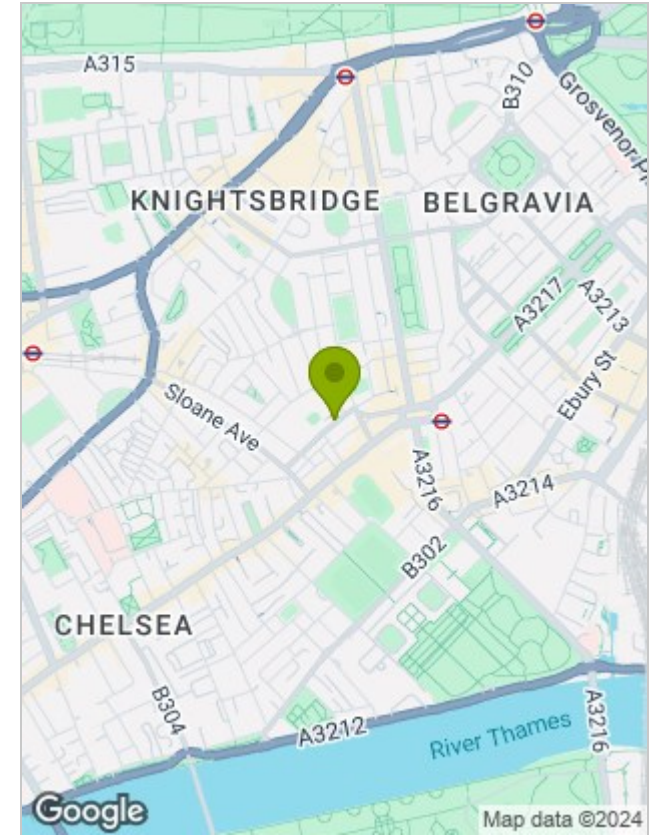 A315
B310
Grosvenor Pl
KNIGHTSBRIDGE
BELGRAVIA
A3217
A3213
Ebury St
Sloane Ave
A3216
A3214
B302
CHELSEA
B304
A3212
River Thames
A3216
Google
Map data ©2024